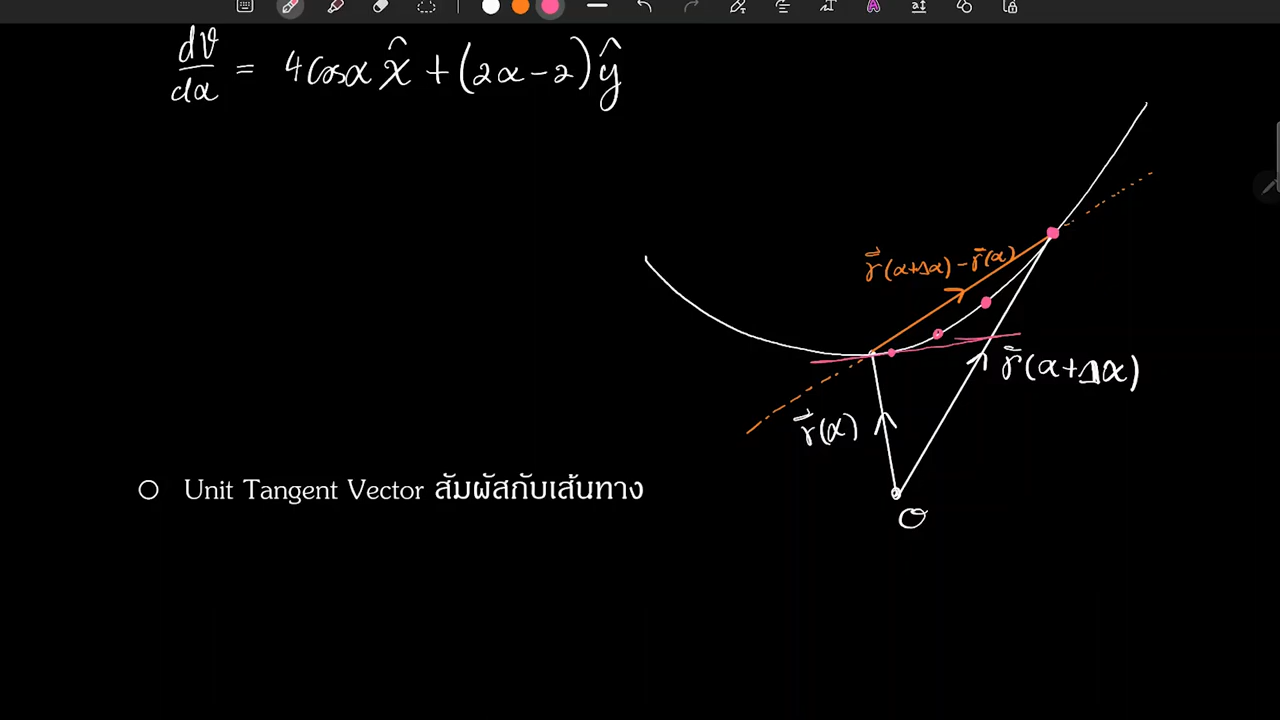 dv/dα = 4cosα x̂ + (2α-2)ŷ
r⃗(α+Δα) - r⃗(α)
r⃗(α+Δα)
r⃗(α)
○ Unit Tangent Vector สัมผัสกับเส้นทาง
O